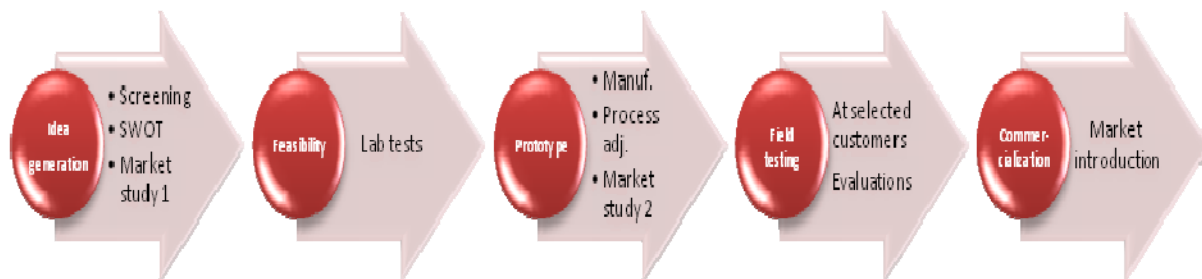 Idea
generation
• Screening
• SWOT
• Market
study 1
Feasibility
Lab tests
Prototype
• Manuf.
• Process
adj.
• Market
study 2
Field
testing
At selected
customers
Evaluations
Commer-
cialization
Market
introduction